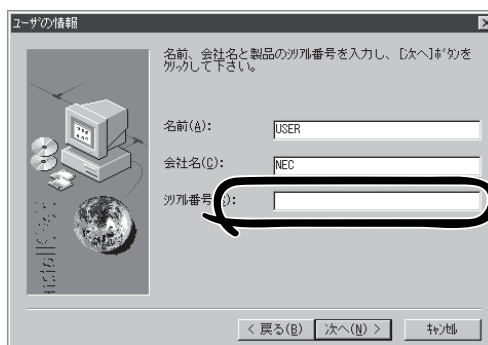 ユーザの情報
名前、会社名と製品のｼﾘｱﾙ番号を入力し、[次へ]ﾎﾞﾀﾝを
ｸﾘｯｸして下さい。
名前(A):
USER
会社名(C):
NEC
ｼﾘｱﾙ番号(S):
< 戻る(B)
次へ(N) >
ｷｬﾝｾﾙ